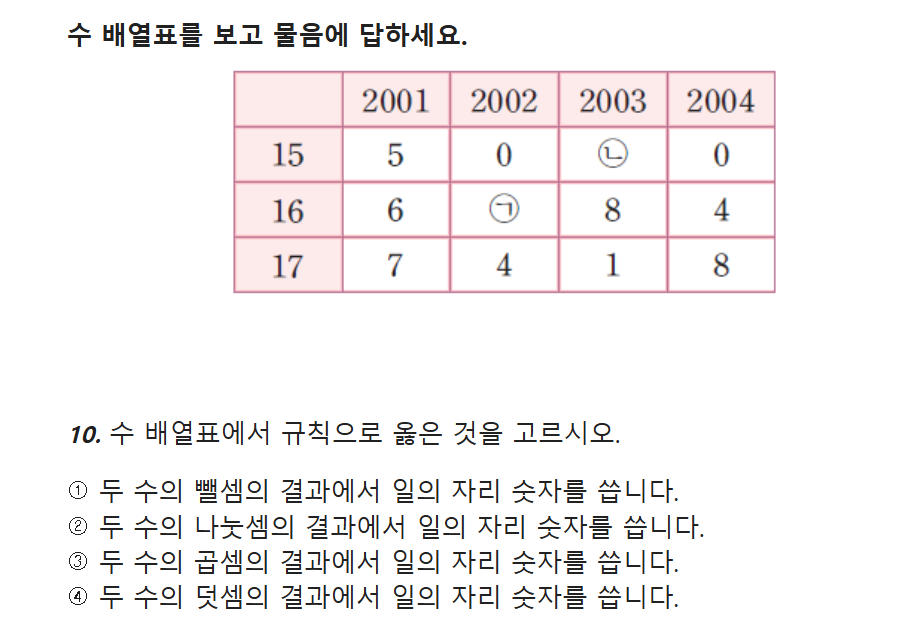 수 배열표를 보고 물음에 답하세요.
2001 2002 2003 2004
15 5 0 ㉡ 0
16 6 ㉠ 8 4
17 7 4 1 8
10. 수 배열표에서 규칙으로 옳은 것을 고르시오.
① 두 수의 뺄셈의 결과에서 일의 자리 숫자를 씁니다.
② 두 수의 나눗셈의 결과에서 일의 자리 숫자를 씁니다.
③ 두 수의 곱셈의 결과에서 일의 자리 숫자를 씁니다.
④ 두 수의 덧셈의 결과에서 일의 자리 숫자를 씁니다.